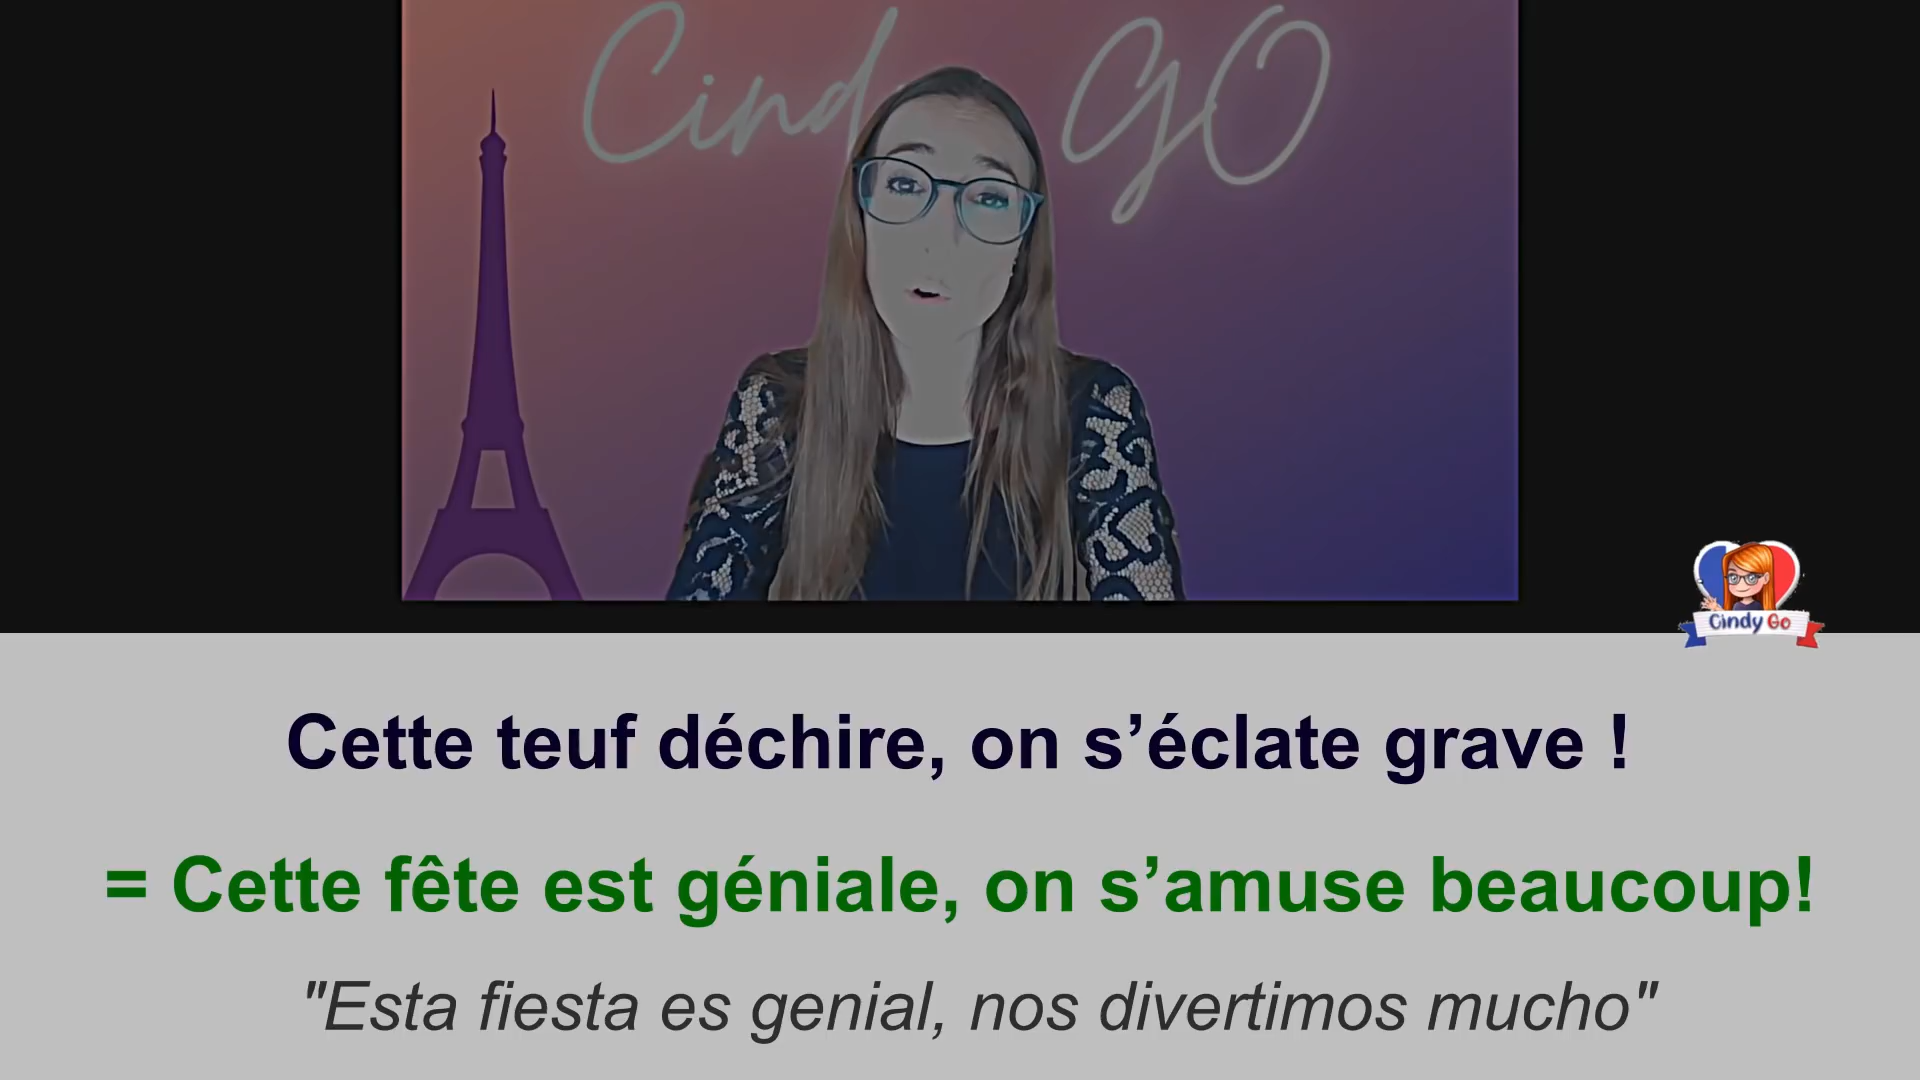 Cind GO
Cindy Go
Cette teuf déchire, on s’éclate grave !
= Cette fête est géniale, on s’amuse beaucoup!
"Esta fiesta es genial, nos divertimos mucho"